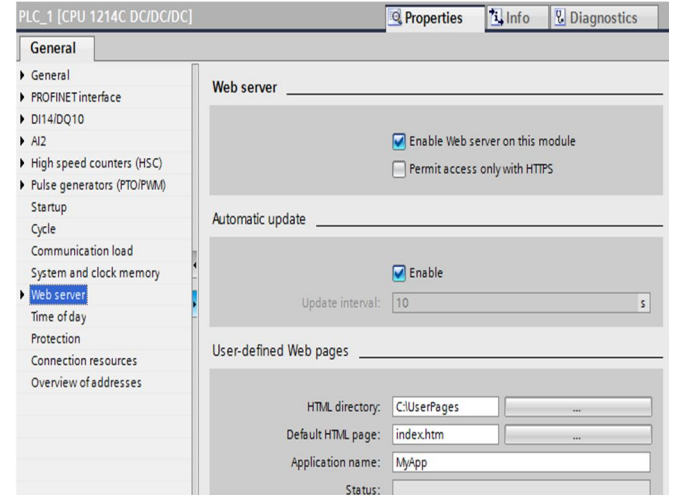 PLC_1 [CPU 1214C DC/DC/DC]
Properties
Info
Diagnostics
General
General
PROFINET interface
DI14/DQ10
AI2
High speed counters (HSC)
Pulse generators (PTO/PWM)
Startup
Cycle
Communication load
System and clock memory
Web server
Time of day
Protection
Connection resources
Overview of addresses
Web server
Enable Web server on this module
Permit access only with HTTPS
Automatic update
Enable
Update interval: 10 s
User-defined Web pages
HTML directory: C:\UserPages ...
Default HTML page: index.htm ...
Application name: MyApp
Status: